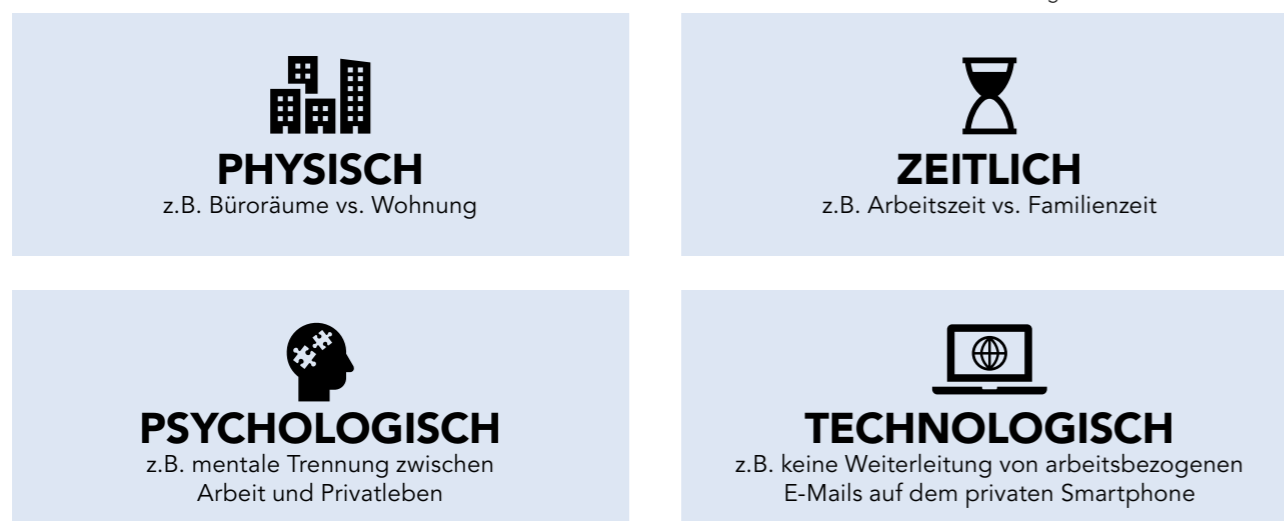 PHYSISCH
z.B. Büroräume vs. Wohnung
ZEITLICH
z.B. Arbeitszeit vs. Familienzeit
PSYCHOLOGISCH
z.B. mentale Trennung zwischen
Arbeit und Privatleben
TECHNOLOGISCH
z.B. keine Weiterleitung von arbeitsbezogenen
E-Mails auf dem privaten Smartphone